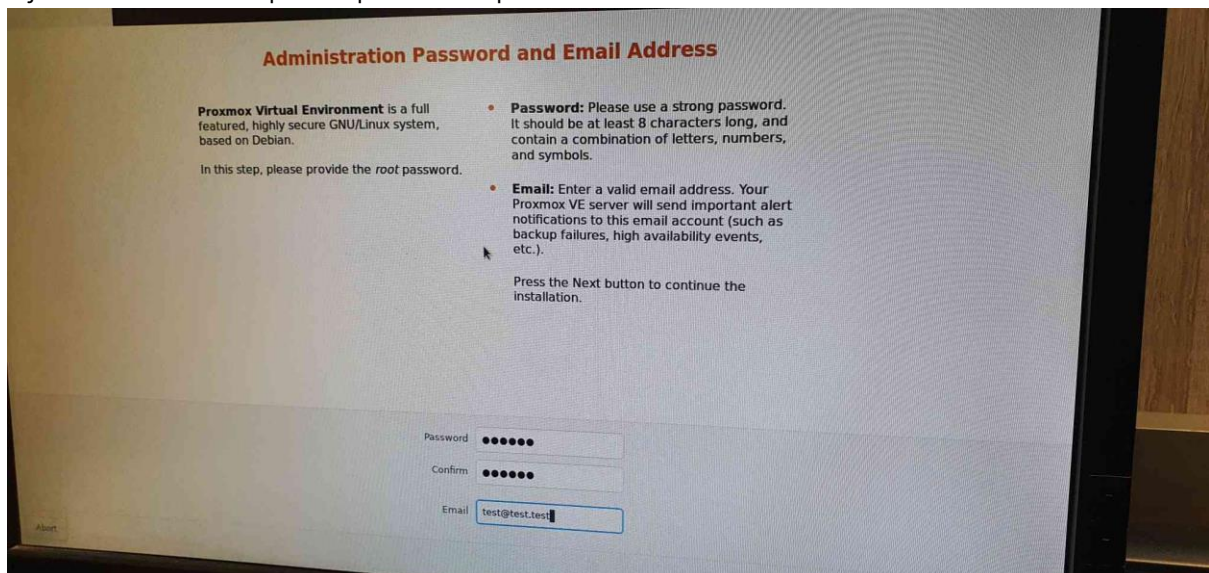 Administration Password and Email Address
Proxmox Virtual Environment is a full
featured, highly secure GNU/Linux system,
based on Debian.
In this step, please provide the root password.
• Password: Please use a strong password.
It should be at least 8 characters long, and
contain a combination of letters, numbers,
and symbols.
• Email: Enter a valid email address. Your
Proxmox VE server will send important alert
notifications to this email account (such as
backup failures, high availability events,
etc.).
Press the Next button to continue the
installation.
Password ●●●●●●
Confirm ●●●●●●
Email test@test.test
Abort